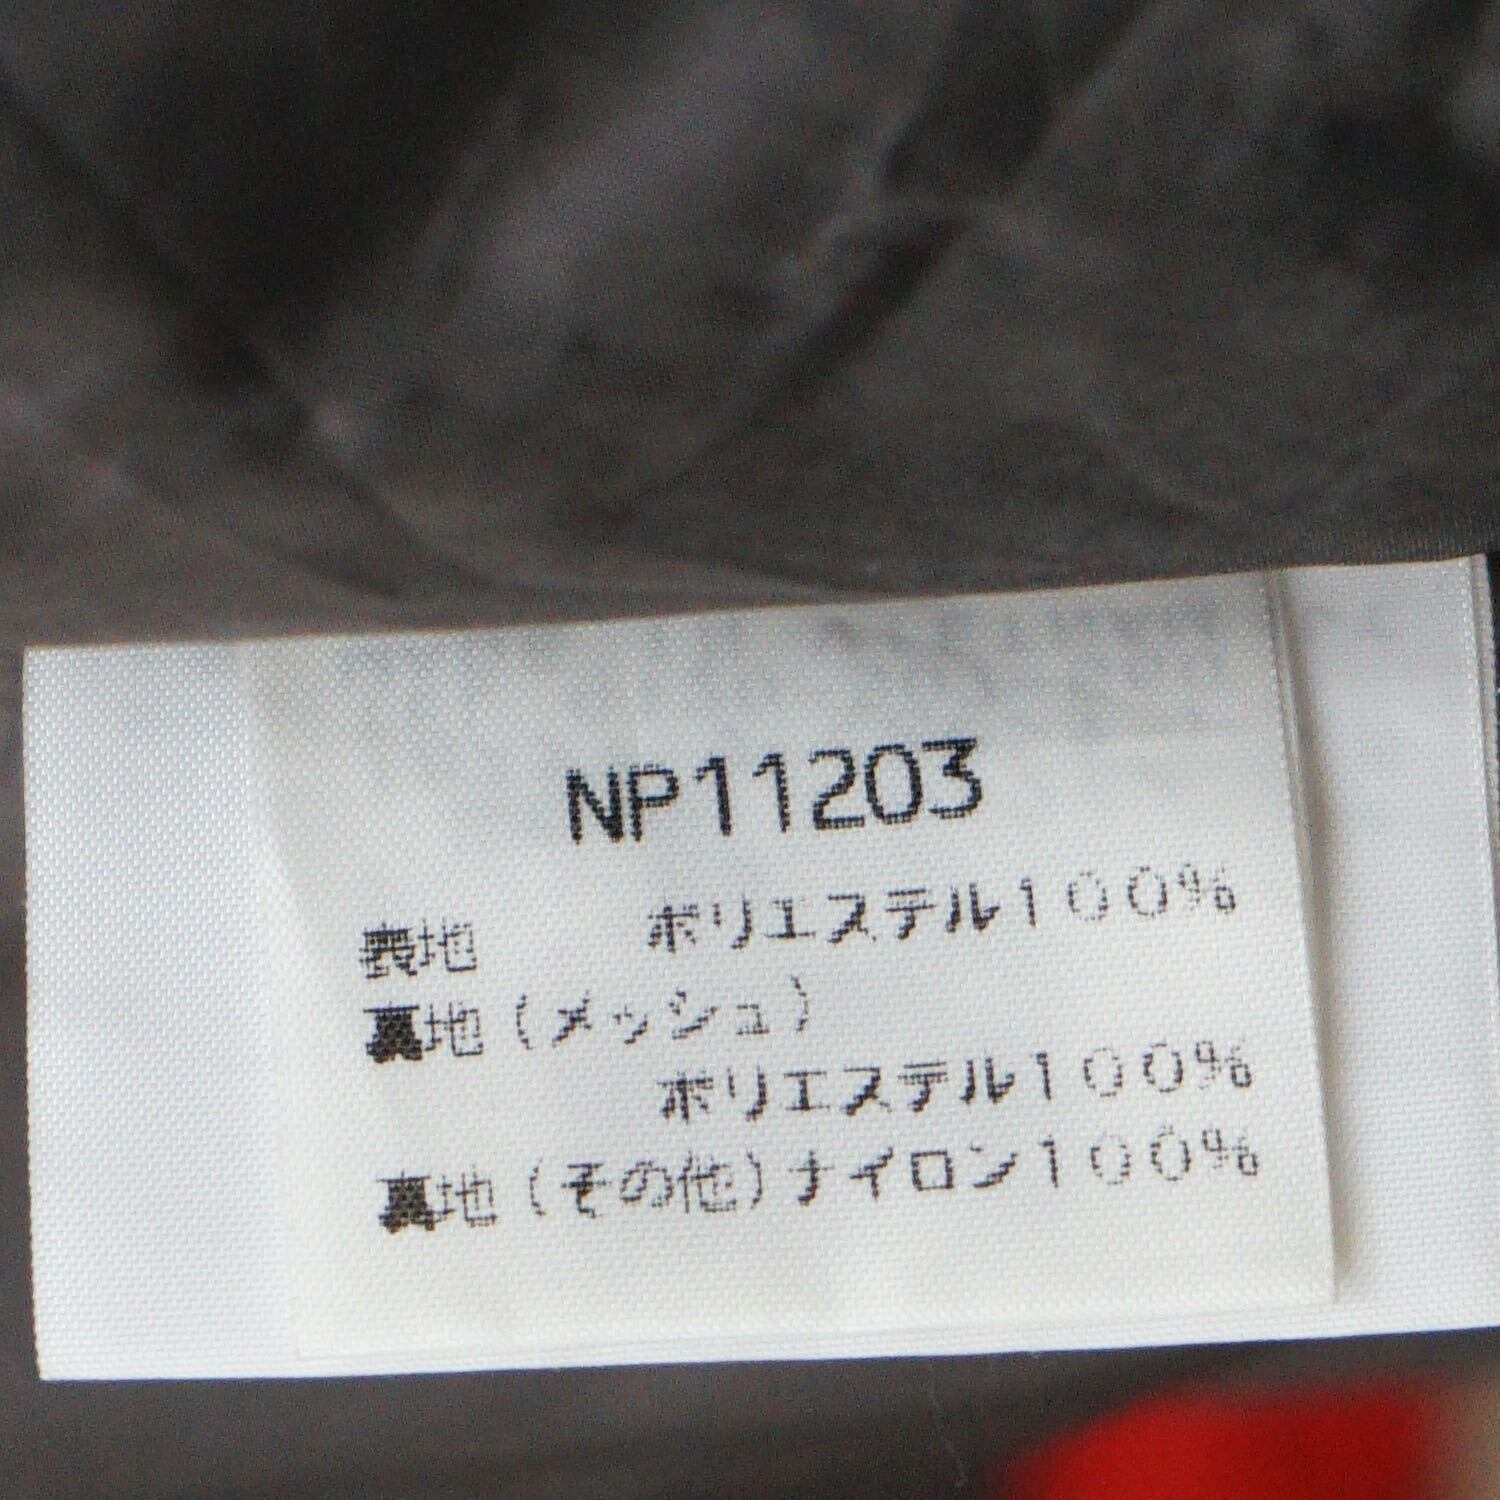 NP11203
表地 ポリエステル100%
裏地(メッシュ)
ポリエステル100%
裏地(その他)ナイロン100%